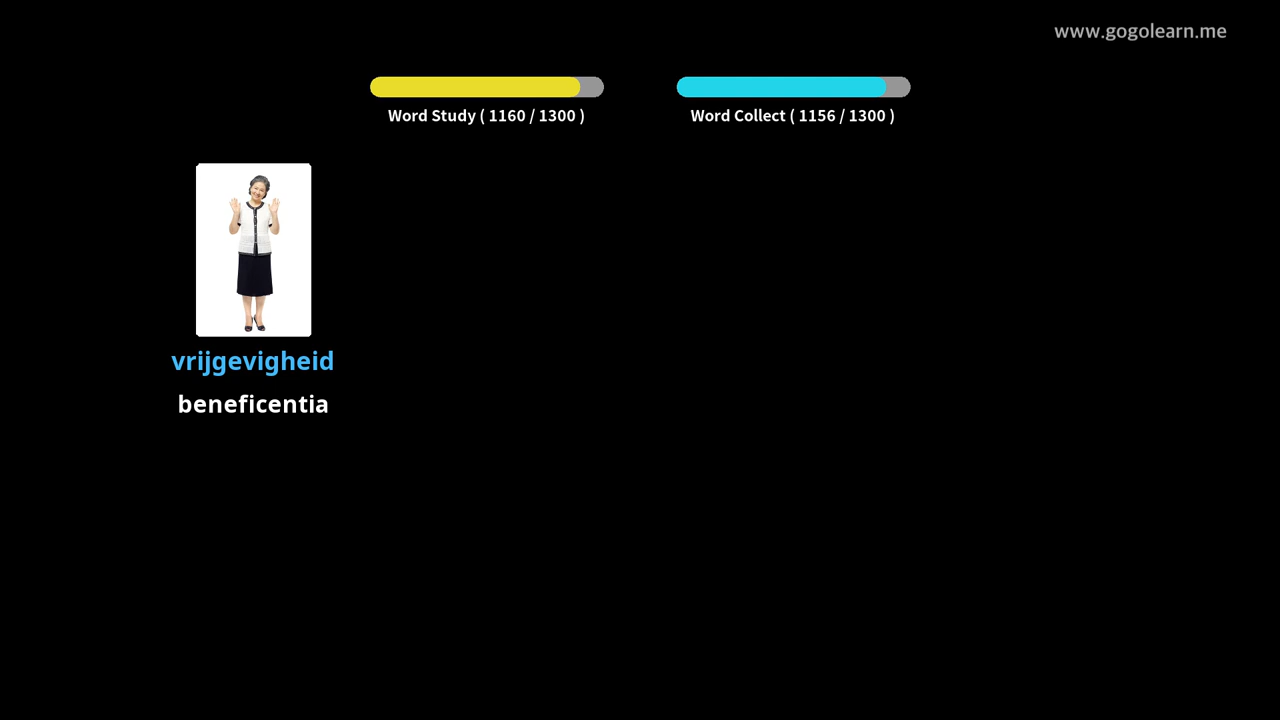 www.gogolearn.me
Word Study ( 1160 / 1300 )
Word Collect ( 1156 / 1300 )
vrijgevigheid
beneficentia